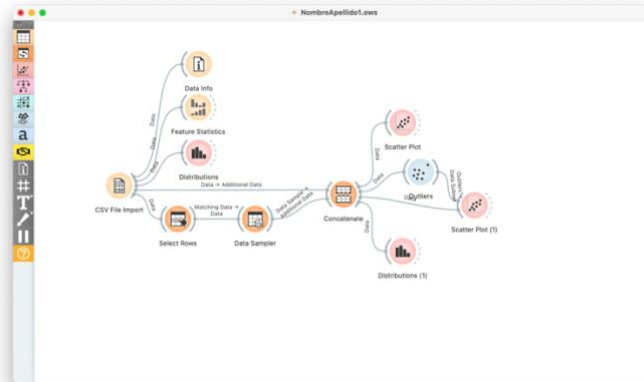 NombreApellido1.ows
Data Info
Data
Feature Statistics
Data
Distributions
Data
Data → Additional Data
CSV File Import
Data
Select Rows
Matching Data →
Data
Data Sampler
Data Sample →
Additional Data
Concatenate
Data
Scatter Plot
Data
Outliers
Data
Outliers →
Data Subset
Scatter Plot (1)
Data
Distributions (1)